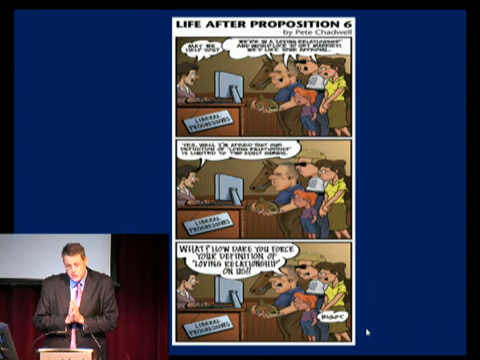 LIFE AFTER PROPOSITION 6
by Pete Chadwell
MAY WE
HELP YOU?
WE'RE IN A "LOVING RELATIONSHIP"
AND WOULD LIKE TO GET MARRIED.
WE'D LIKE YOUR APPROVAL...
LIBERAL
PROGRESSIVES
YES, WELL I'M AFRAID THAT OUR
DEFINITION OF "LOVING RELATIONSHIP"
IS LIMITED TO TWO ADULT HUMANS.
LIBERAL
PROGRESSIVES
WHAT? HOW DARE YOU FORCE
YOUR DEFINITION OF
"LOVING RELATIONSHIP"
ON US!!
BIGOT.
LIBERAL
PROGRESSIVES